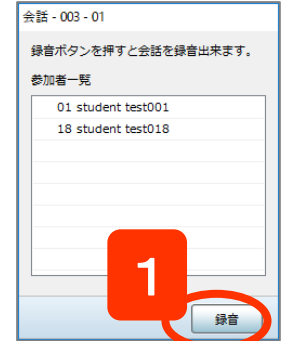 会話 - 003 - 01
録音ボタンを押すと会話を録音出来ます。
参加者一覧
01 student test001
18 student test018
1
録音